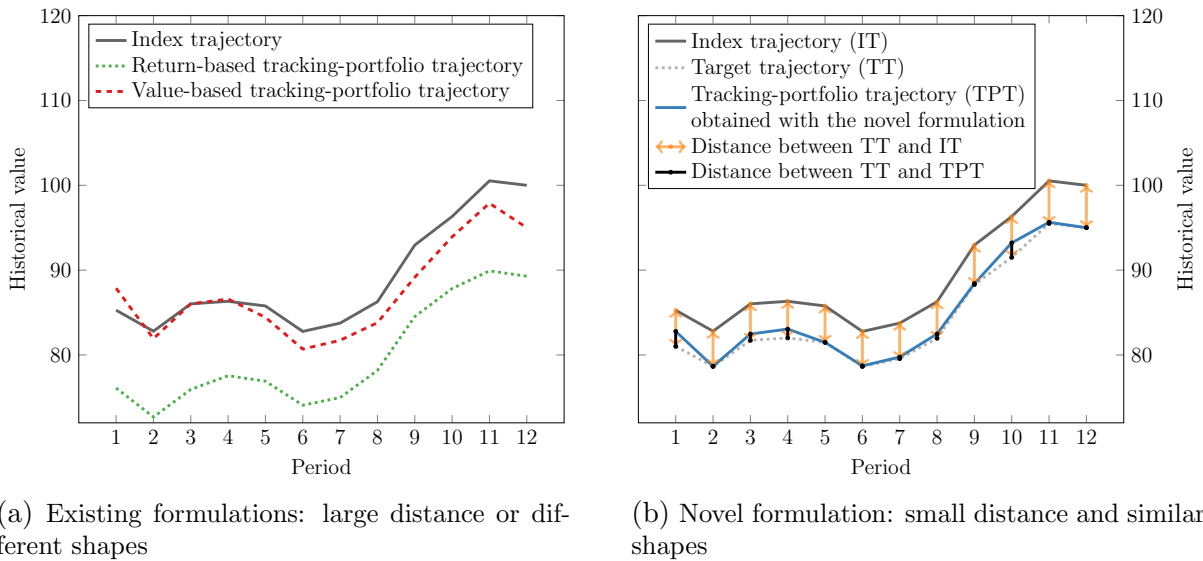 120
110
100
90
80
Historical value
Index trajectory
Return-based tracking-portfolio trajectory
Value-based tracking-portfolio trajectory
1 2 3 4 5 6 7 8 9 10 11 12
Period
(a) Existing formulations: large distance or dif-
ferent shapes
Index trajectory (IT)
Target trajectory (TT)
Tracking-portfolio trajectory (TPT)
obtained with the novel formulation
Distance between TT and IT
Distance between TT and TPT
120
110
100
90
80
Historical value
1 2 3 4 5 6 7 8 9 10 11 12
Period
(b) Novel formulation: small distance and similar
shapes